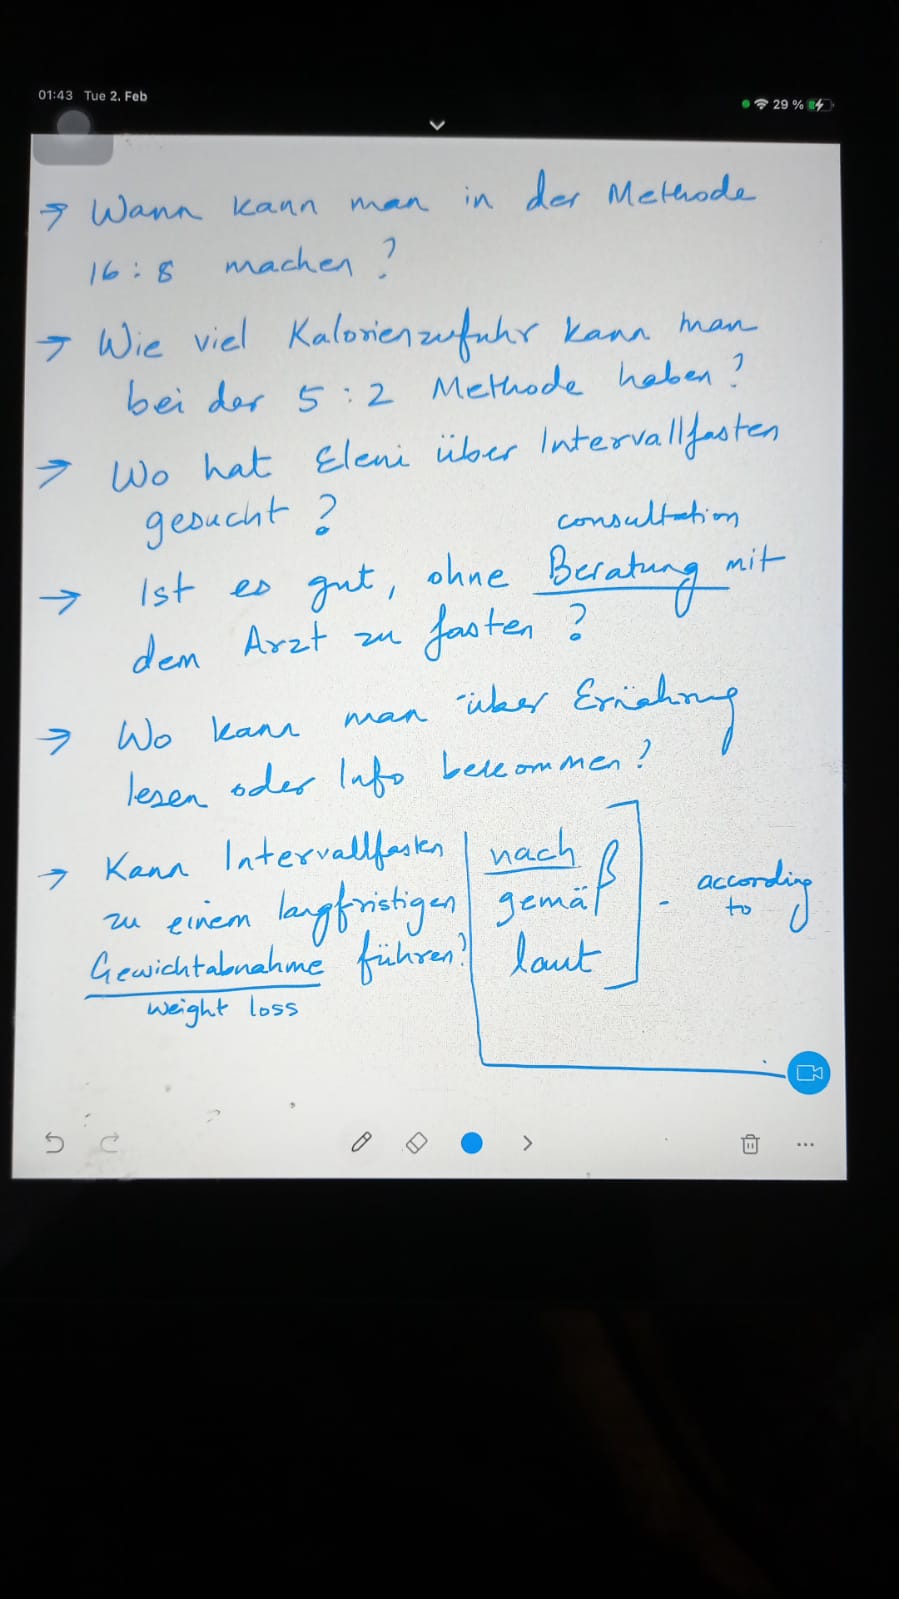 01:43 Tue 2. Feb
29 %
→ Wann kann man in der Methode
16:8 machen?
→ Wie viel Kalorienzufuhr kann man
bei der 5:2 Methode haben?
→ Wo hat Eleni über Intervallfasten
gesucht?
consultation
→ Ist es gut, ohne Beratung mit
dem Arzt zu fasten?
→ Wo kann man über Ernährung
lesen oder Info bekommen?
→ Kann Intervallfasten
zu einem langfristigen
Gewichtabnahme führen?
weight loss
nach
gemäß
laut
- according
to